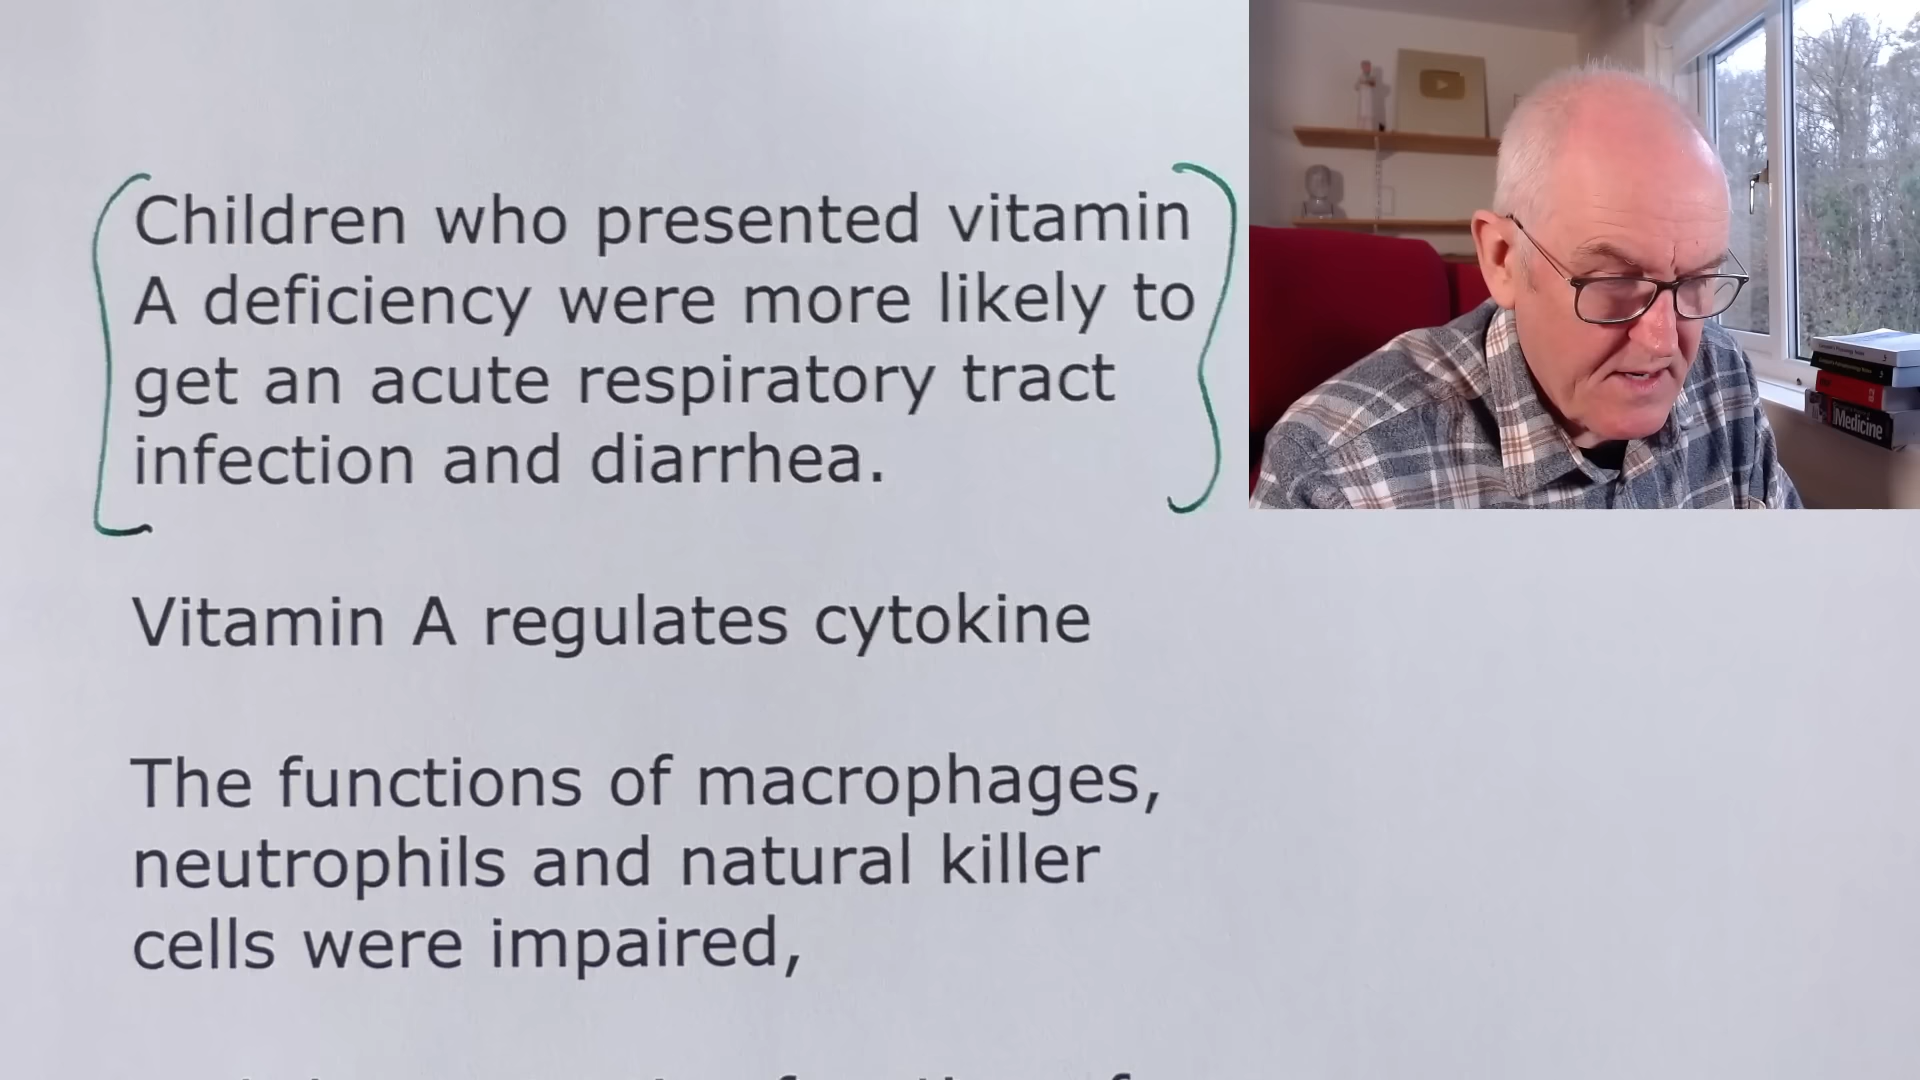 Children who presented vitamin
A deficiency were more likely to
get an acute respiratory tract
infection and diarrhea.
Vitamin A regulates cytokine
The functions of macrophages,
neutrophils and natural killer
cells were impaired,
Medicine